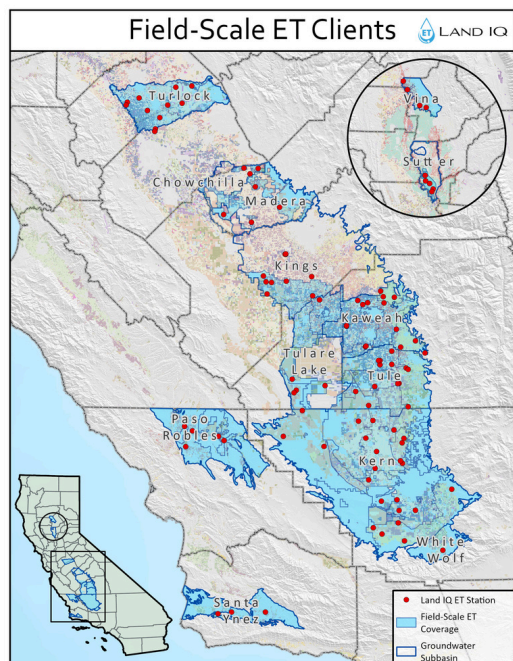 Field-Scale ET Clients
ET LAND IQ
Turlock
Vina
Sutter
Chowchilla
Madera
Kings
Kaweah
Tulare
Lake
Tule
Paso
Robles
Kern
White
Wolf
Santa
Ynez
Land IQ ET Station
Field-Scale ET
Coverage
Groundwater
Subbasin